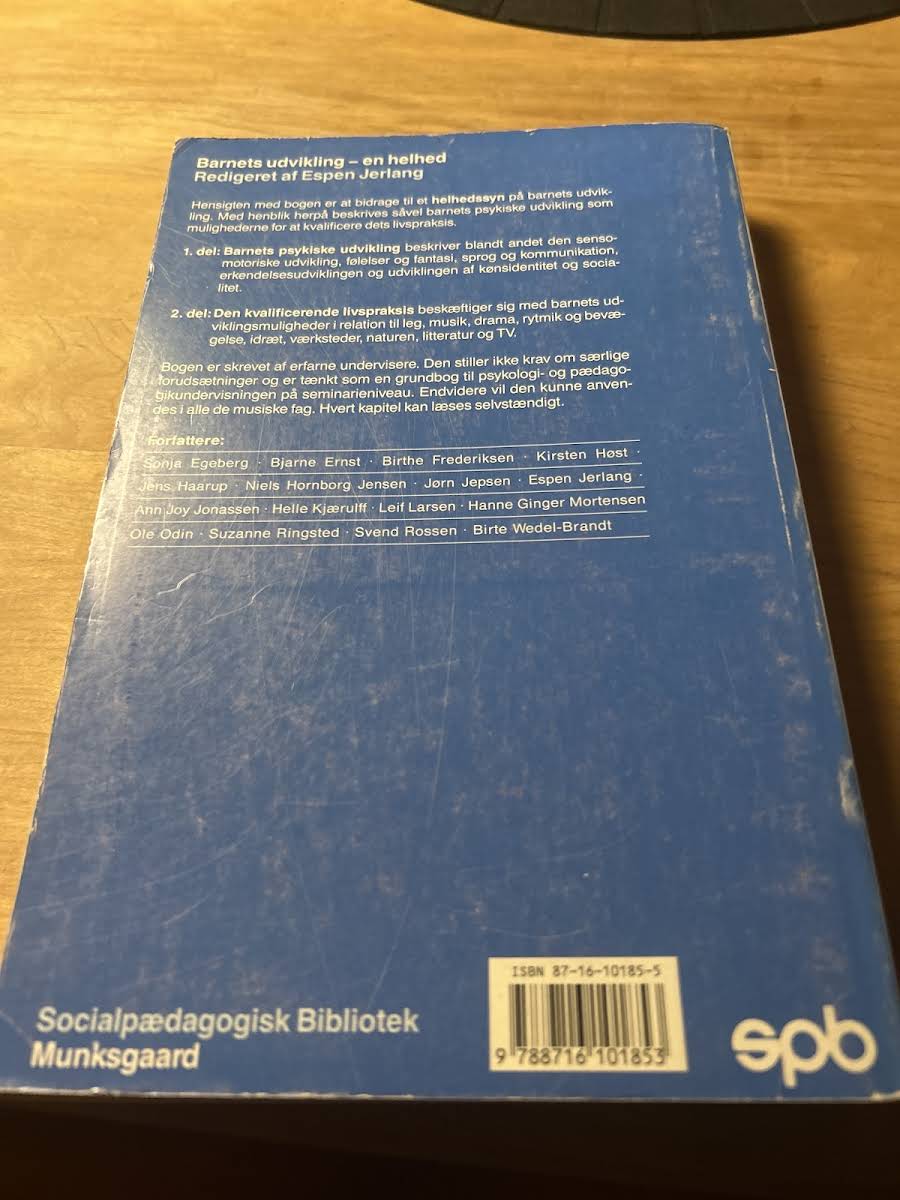 Barnets udvikling – en helhed
Redigeret af Espen Jerlang
Hensigten med bogen er at bidrage til et helhedssyn på barnets udvik-
ling. Med henblik herpå beskrives såvel barnets psykiske udvikling som
mulighederne for at kvalificere dets livspraksis.
1. del: Barnets psykiske udvikling beskriver blandt andet den senso-
motoriske udvikling, følelser og fantasi, sprog og kommunikation,
erkendelsesudviklingen og udviklingen af kønsidentitet og socia-
litet.
2. del: Den kvalificerende livspraksis beskæftiger sig med barnets ud-
viklingsmuligheder i relation til leg, musik, drama, rytmik og bevæ-
gelse, idræt, værksteder, naturen, litteratur og TV.
Bogen er skrevet af erfarne undervisere. Den stiller ikke krav om særlige
forudsætninger og er tænkt som en grundbog til psykologi- og pædago-
gikundervisningen på seminarieniveau. Endvidere vil den kunne anven-
des i alle de musiske fag. Hvert kapitel kan læses selvstændigt.
Forfattere:
Sonja Egeberg · Bjarne Ernst · Birthe Frederiksen · Kirsten Høst ·
Jens Haarup · Niels Hornborg Jensen · Jørn Jepsen · Espen Jerlang ·
Ann Joy Jonassen · Helle Kjærulff · Leif Larsen · Hanne Ginger Mortensen
Ole Odin · Suzanne Ringsted · Svend Rossen · Birte Wedel-Brandt
ISBN 87-16-10185-5
9 788716 101853
Socialpædagogisk Bibliotek
Munksgaard
spb